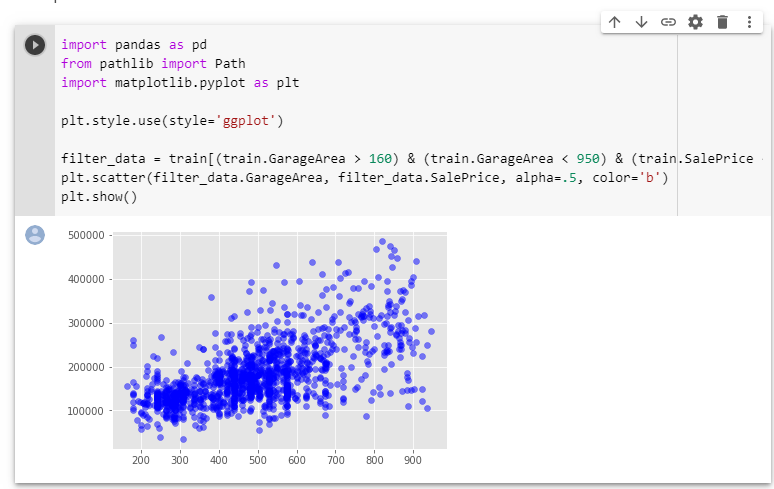 import pandas as pd
from pathlib import Path
import matplotlib.pyplot as plt
plt.style.use(style='ggplot')
filter_data = train[(train.GarageArea > 160) & (train.GarageArea < 950) & (train.SalePrice
plt.scatter(filter_data.GarageArea, filter_data.SalePrice, alpha=.5, color='b')
plt.show()
500000
400000
300000
200000
100000
200 300 400 500 600 700 800 900